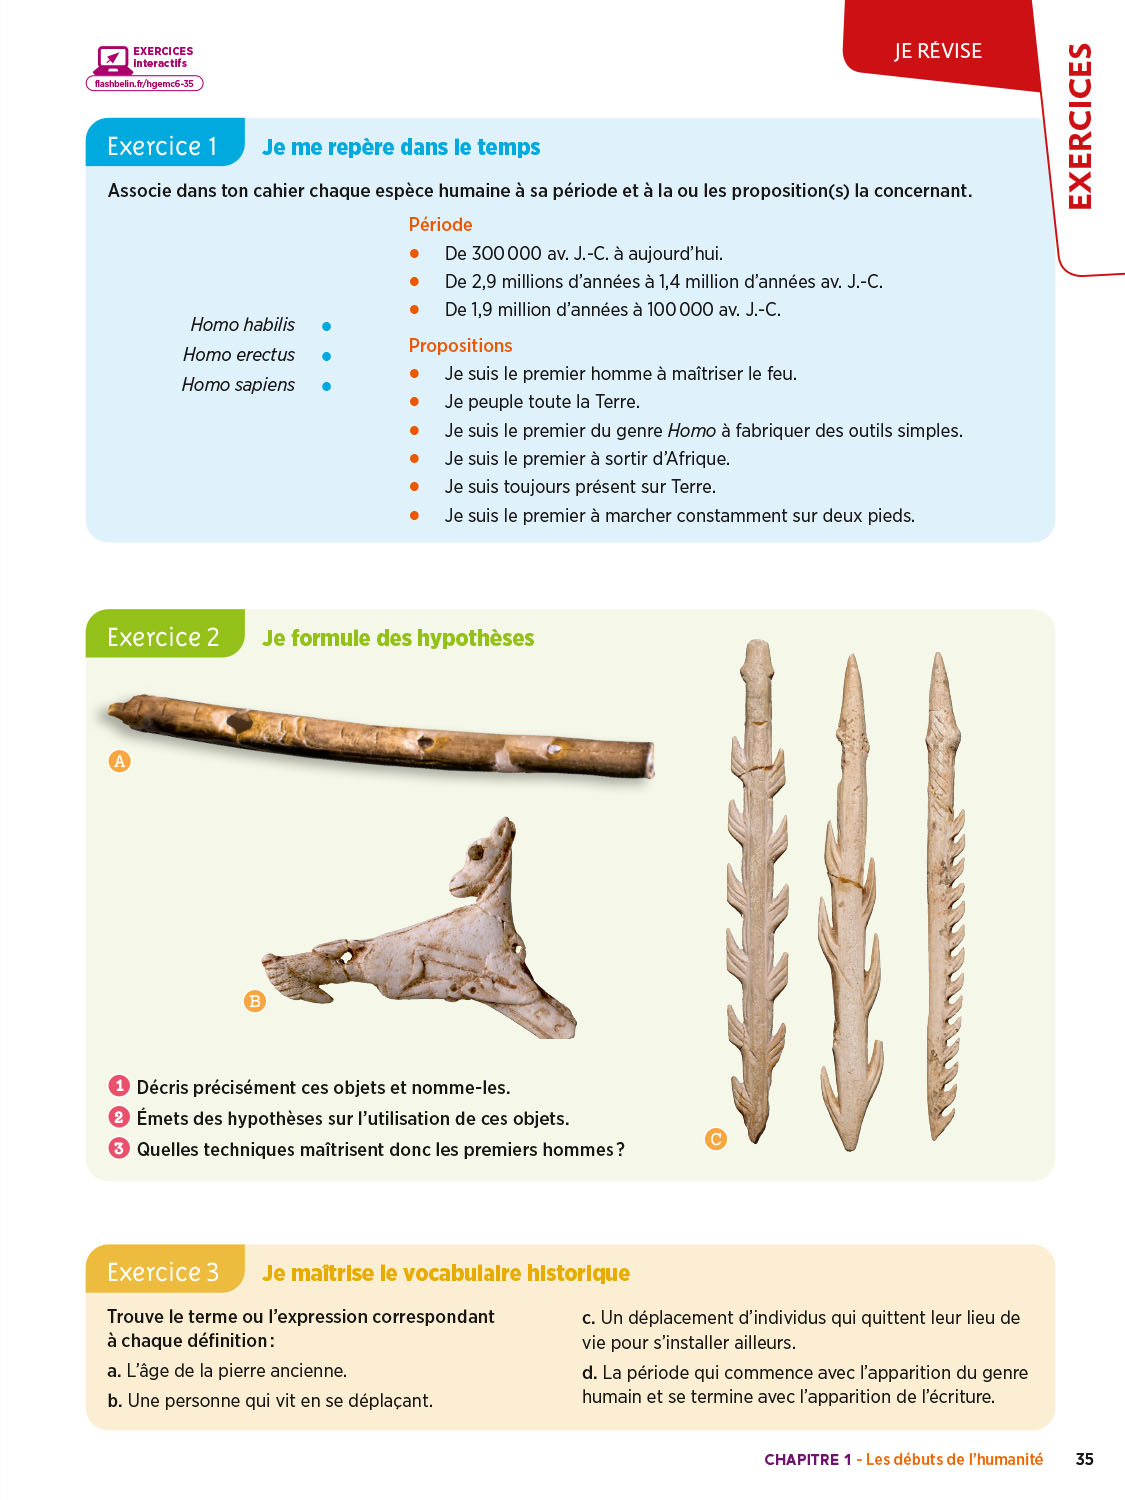 EXERCICES
interactifs
flashbelin.fr/hgemc6-35
JE RÉVISE
EXERCICES
Exercice 1
Je me repère dans le temps
Associe dans ton cahier chaque espèce humaine à sa période et à la ou les proposition(s) la concernant.
Homo habilis •
Homo erectus •
Homo sapiens •
Période
• De 300 000 av. J.-C. à aujourd’hui.
• De 2,9 millions d’années à 1,4 million d’années av. J.-C.
• De 1,9 million d’années à 100 000 av. J.-C.
Propositions
• Je suis le premier homme à maîtriser le feu.
• Je peuple toute la Terre.
• Je suis le premier du genre Homo à fabriquer des outils simples.
• Je suis le premier à sortir d’Afrique.
• Je suis toujours présent sur Terre.
• Je suis le premier à marcher constamment sur deux pieds.
Exercice 2
Je formule des hypothèses
A
B
C
1 Décris précisément ces objets et nomme-les.
2 Émets des hypothèses sur l’utilisation de ces objets.
3 Quelles techniques maîtrisent donc les premiers hommes ?
Exercice 3
Je maîtrise le vocabulaire historique
Trouve le terme ou l’expression correspondant
à chaque définition :
a. L’âge de la pierre ancienne.
b. Une personne qui vit en se déplaçant.
c. Un déplacement d’individus qui quittent leur lieu de
vie pour s’installer ailleurs.
d. La période qui commence avec l’apparition du genre
humain et se termine avec l’apparition de l’écriture.
CHAPITRE 1 - Les débuts de l’humanité
35